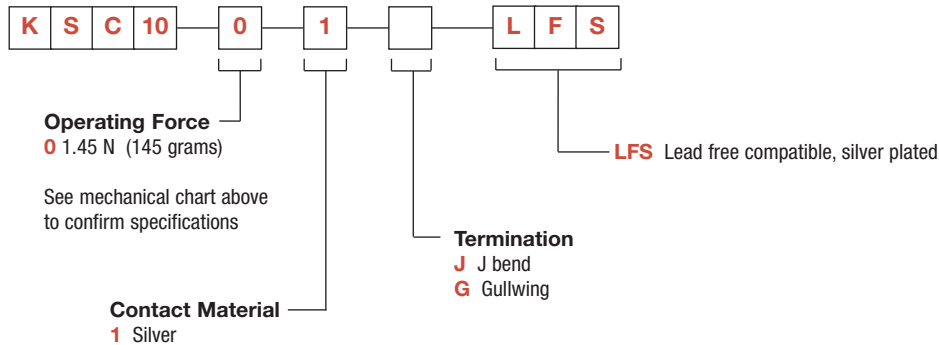 K S C 10 0 1 L F S
Operating Force
0 1.45 N (145 grams)
See mechanical chart above
to confirm specifications
LFS Lead free compatible, silver plated
Termination
J J bend
G Gullwing
Contact Material
1 Silver